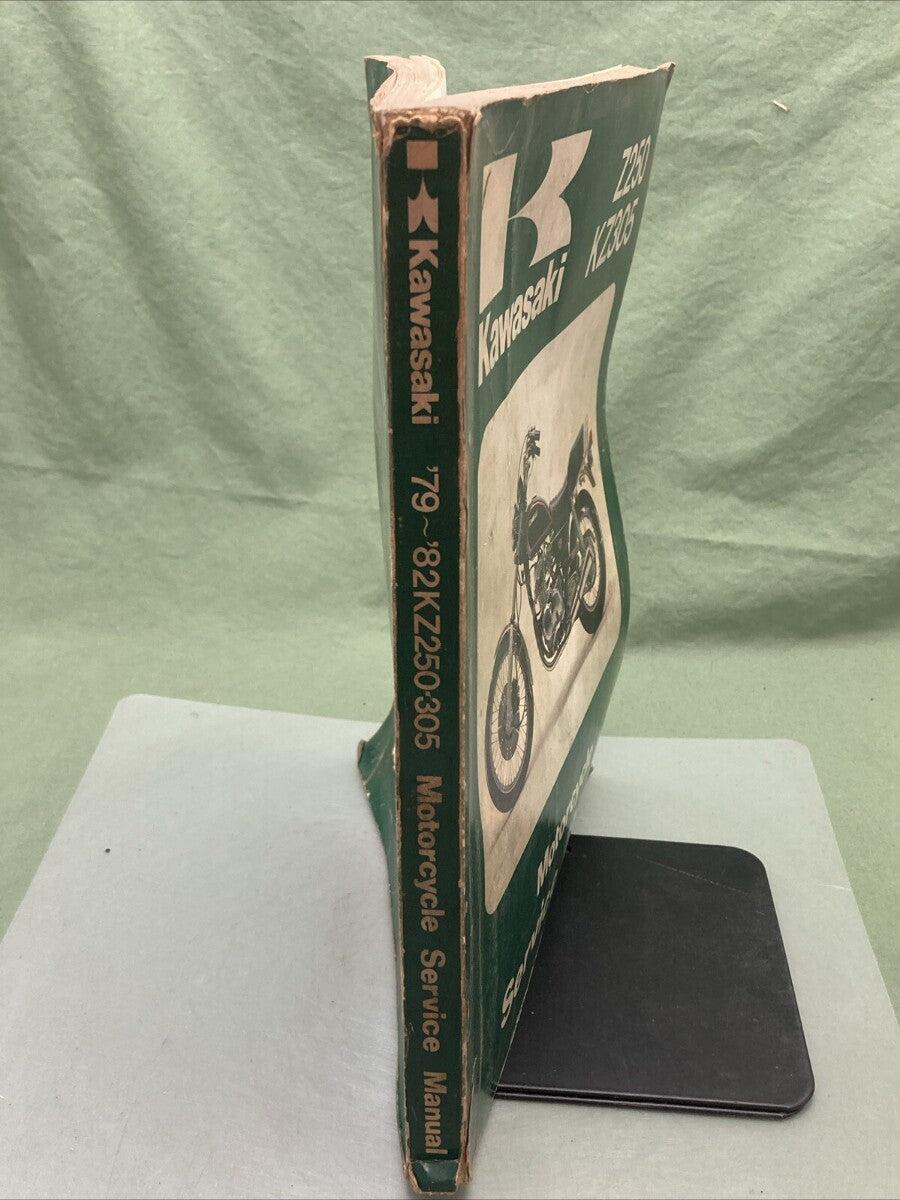 Kawasaki '79~'82KZ250·305 Motorcycle Service Manual
K
Kawasaki
Z250
KZ305